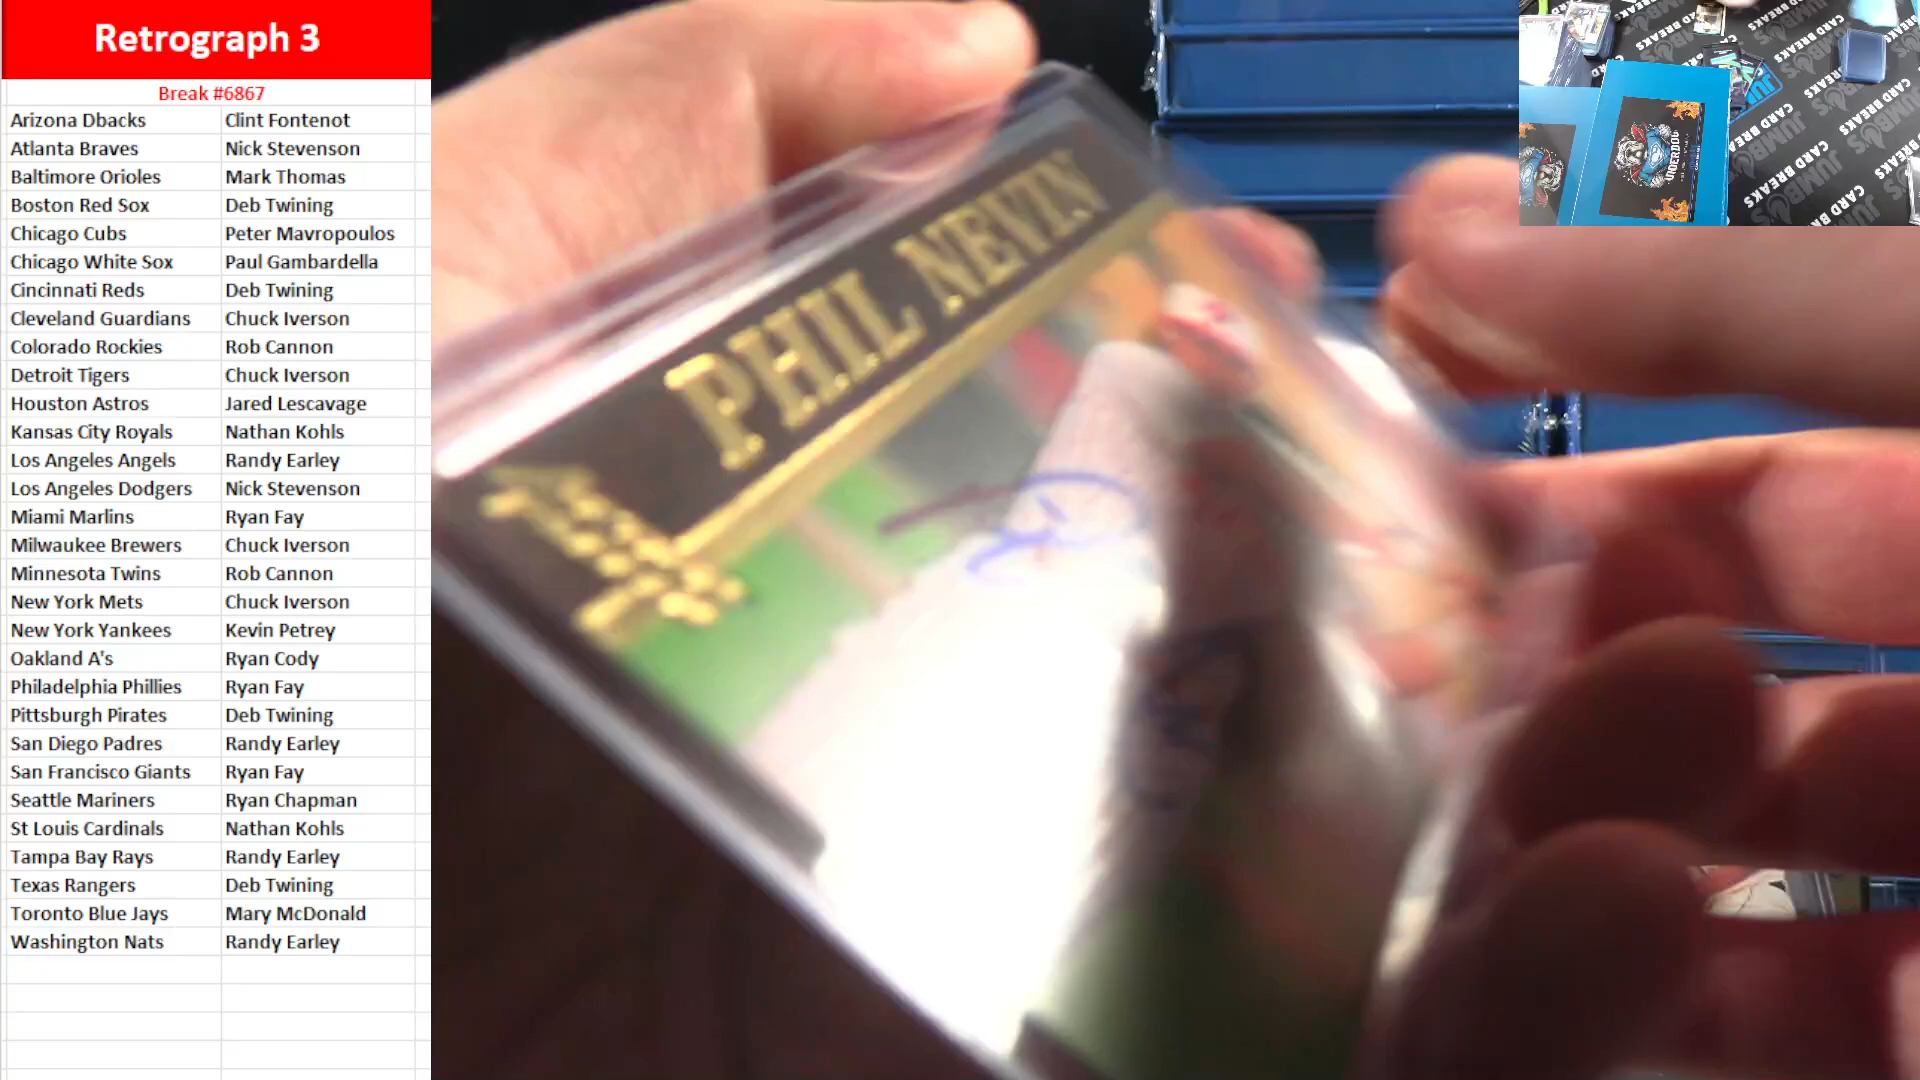 Retrograph 3
Break #6867
Arizona Dbacks Clint Fontenot
Atlanta Braves Nick Stevenson
Baltimore Orioles Mark Thomas
Boston Red Sox Deb Twining
Chicago Cubs Peter Mavropoulos
Chicago White Sox Paul Gambardella
Cincinnati Reds Deb Twining
Cleveland Guardians Chuck Iverson
Colorado Rockies Rob Cannon
Detroit Tigers Chuck Iverson
Houston Astros Jared Lescavage
Kansas City Royals Nathan Kohls
Los Angeles Angels Randy Earley
Los Angeles Dodgers Nick Stevenson
Miami Marlins Ryan Fay
Milwaukee Brewers Chuck Iverson
Minnesota Twins Rob Cannon
New York Mets Chuck Iverson
New York Yankees Kevin Petrey
Oakland A's Ryan Cody
Philadelphia Phillies Ryan Fay
Pittsburgh Pirates Deb Twining
San Diego Padres Randy Earley
San Francisco Giants Ryan Fay
Seattle Mariners Ryan Chapman
St Louis Cardinals Nathan Kohls
Tampa Bay Rays Randy Earley
Texas Rangers Deb Twining
Toronto Blue Jays Mary McDonald
Washington Nats Randy Earley
PHIL NEVIN
UNDERDOG
JUMBO'S
CARD BREAKS
CARD BREAKS
CARD BREAKS
CARD BREAKS